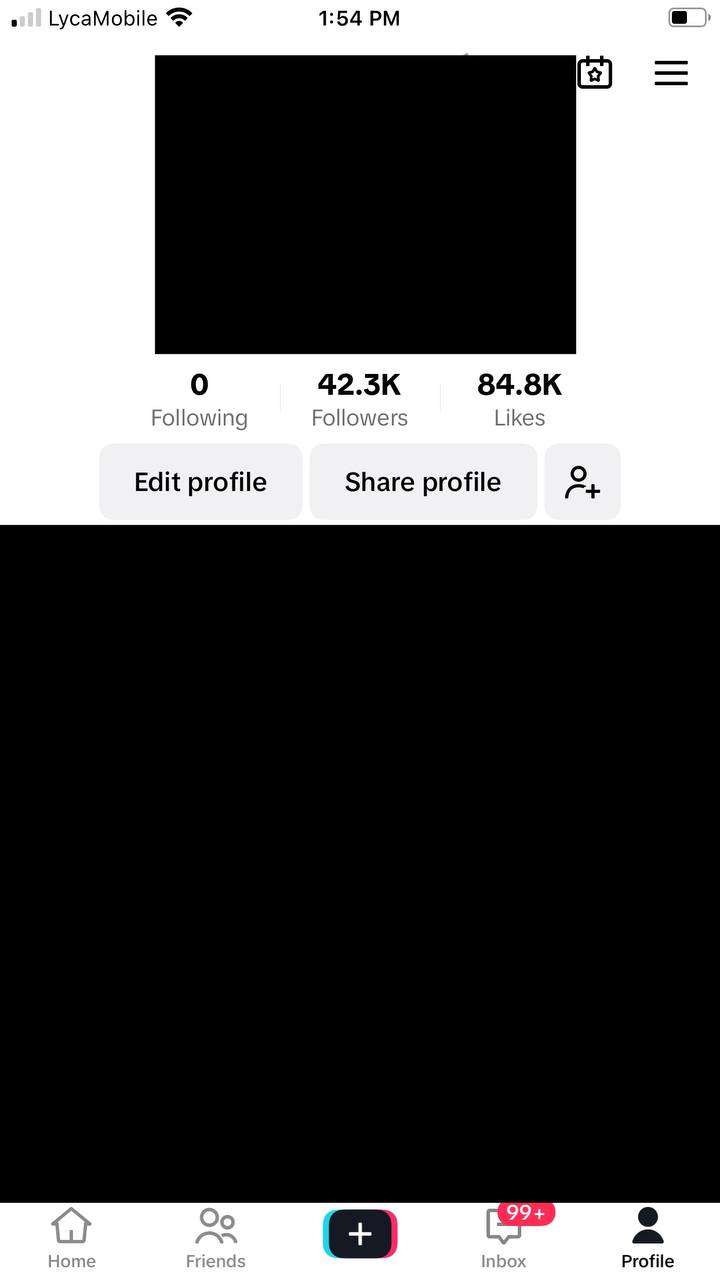 LycaMobile 1:54 PM
0 42.3K 84.8K
Following Followers Likes
Edit profile Share profile
99+
Home Friends Inbox Profile